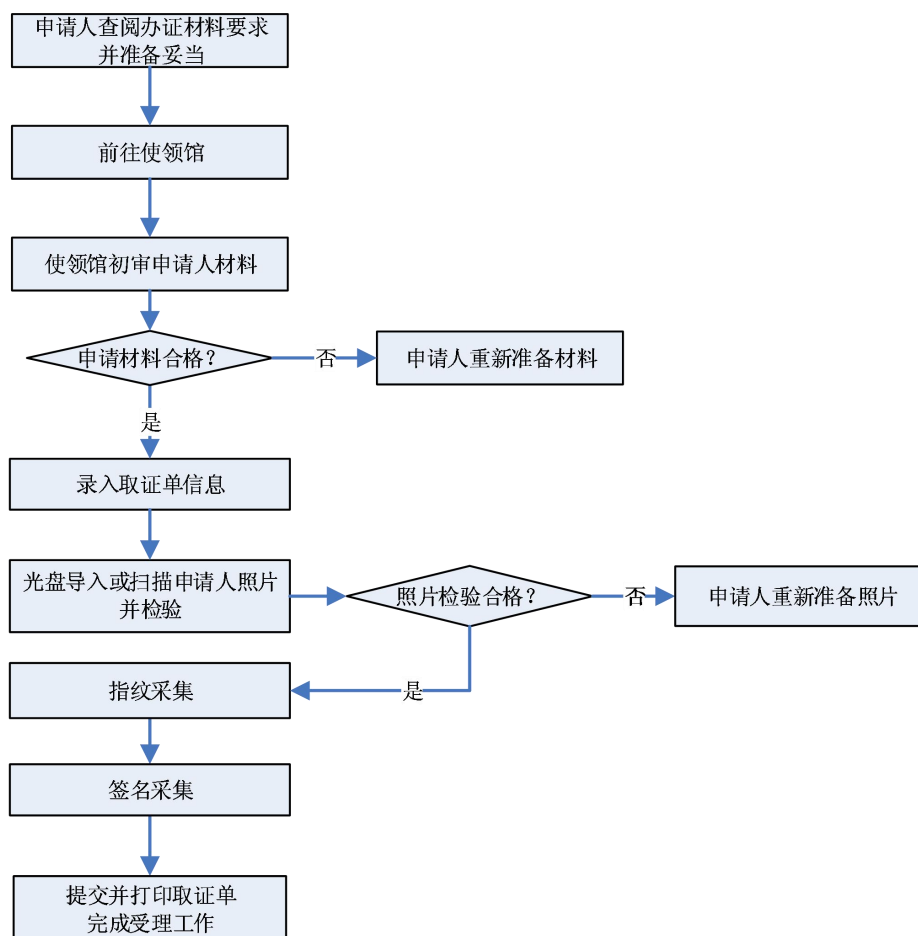 申请人查阅办证材料要求
并准备妥当
前往使领馆
使领馆初审申请人材料
申请材料合格？
否
申请人重新准备材料
是
录入取证单信息
光盘导入或扫描申请人照片
并检验
照片检验合格？
否
申请人重新准备照片
是
指纹采集
签名采集
提交并打印取证单
完成受理工作